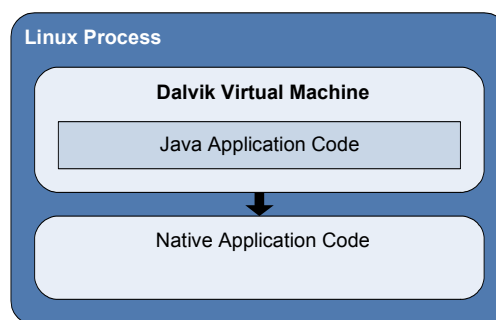 Linux Process
Dalvik Virtual Machine
Java Application Code
Native Application Code